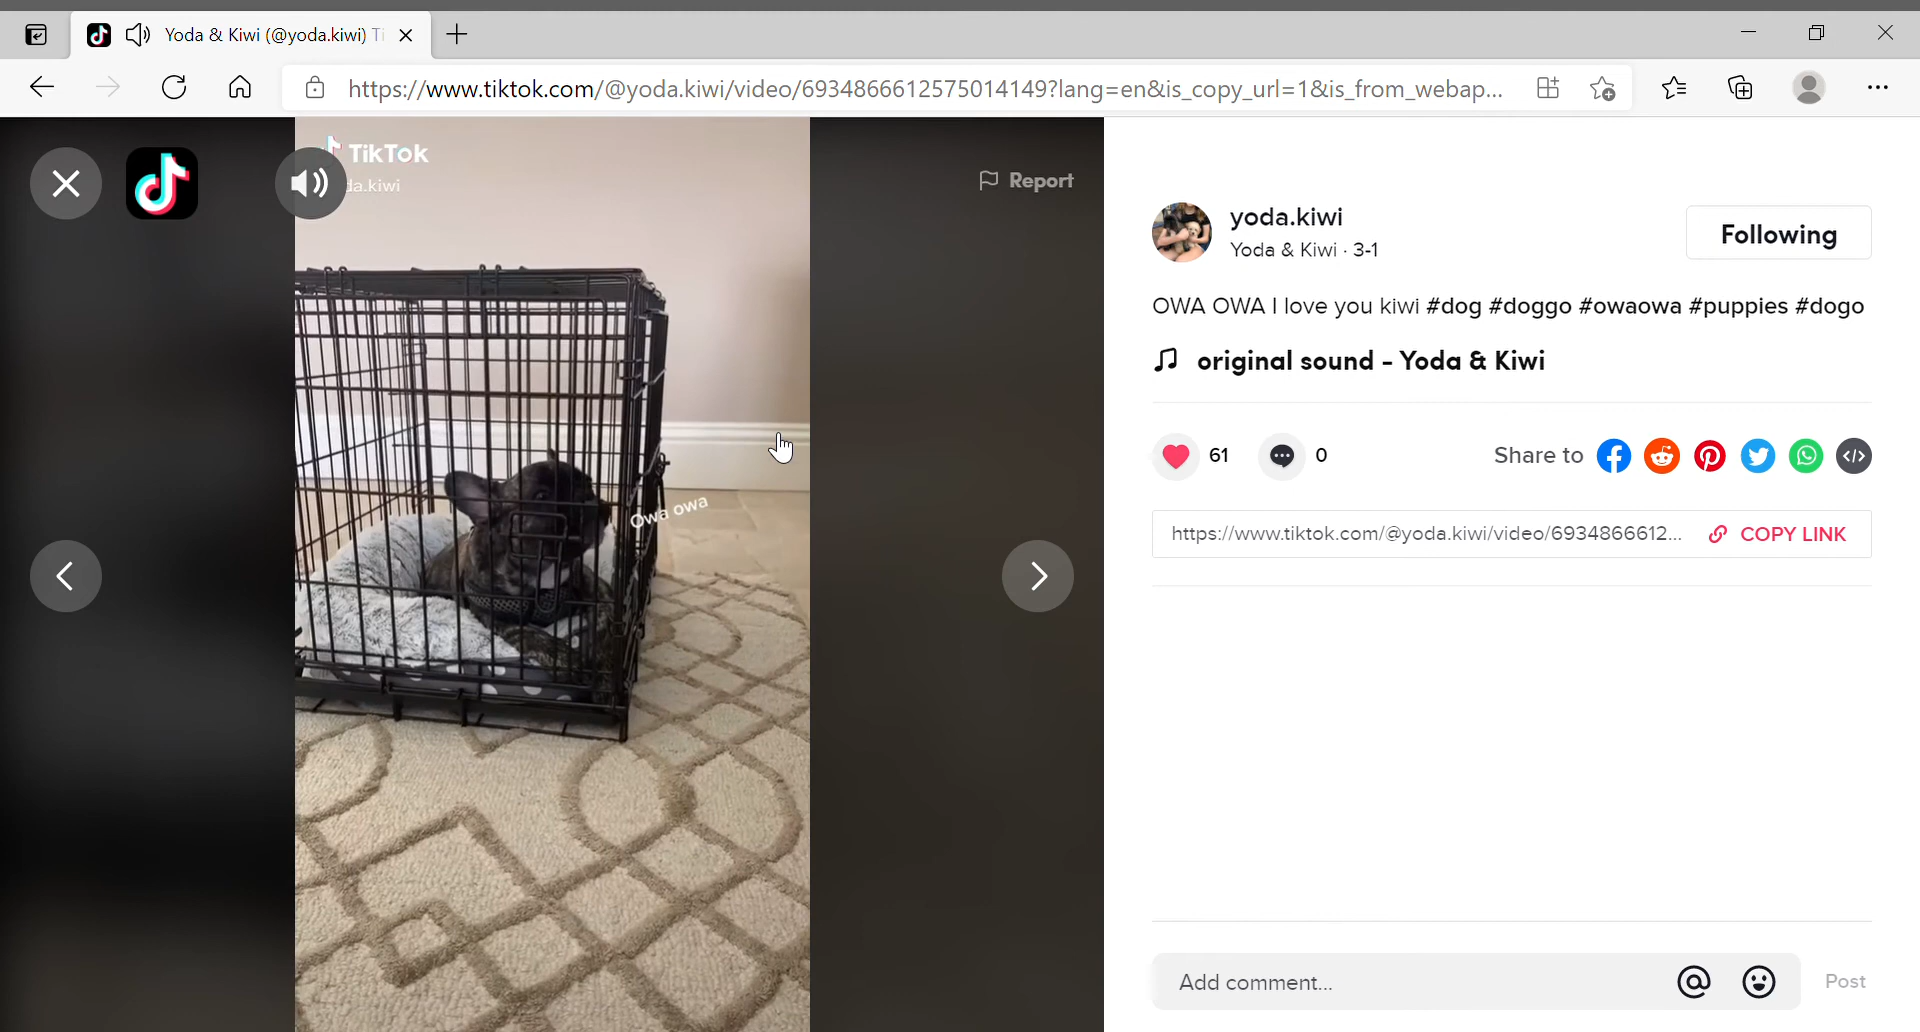 Yoda & Kiwi (@yoda.kiwi) Ti
https://www.tiktok.com/@yoda.kiwi/video/6934866612575014149?lang=en&is_copy_url=1&is_from_webap...
TikTok
da.kiwi
Report
Owa owa
yoda.kiwi
Yoda & Kiwi · 3-1
Following
OWA OWA I love you kiwi #dog #doggo #owaowa #puppies #dogo
original sound - Yoda & Kiwi
61
0
Share to
https://www.tiktok.com/@yoda.kiwi/video/6934866612...
COPY LINK
Add comment...
Post